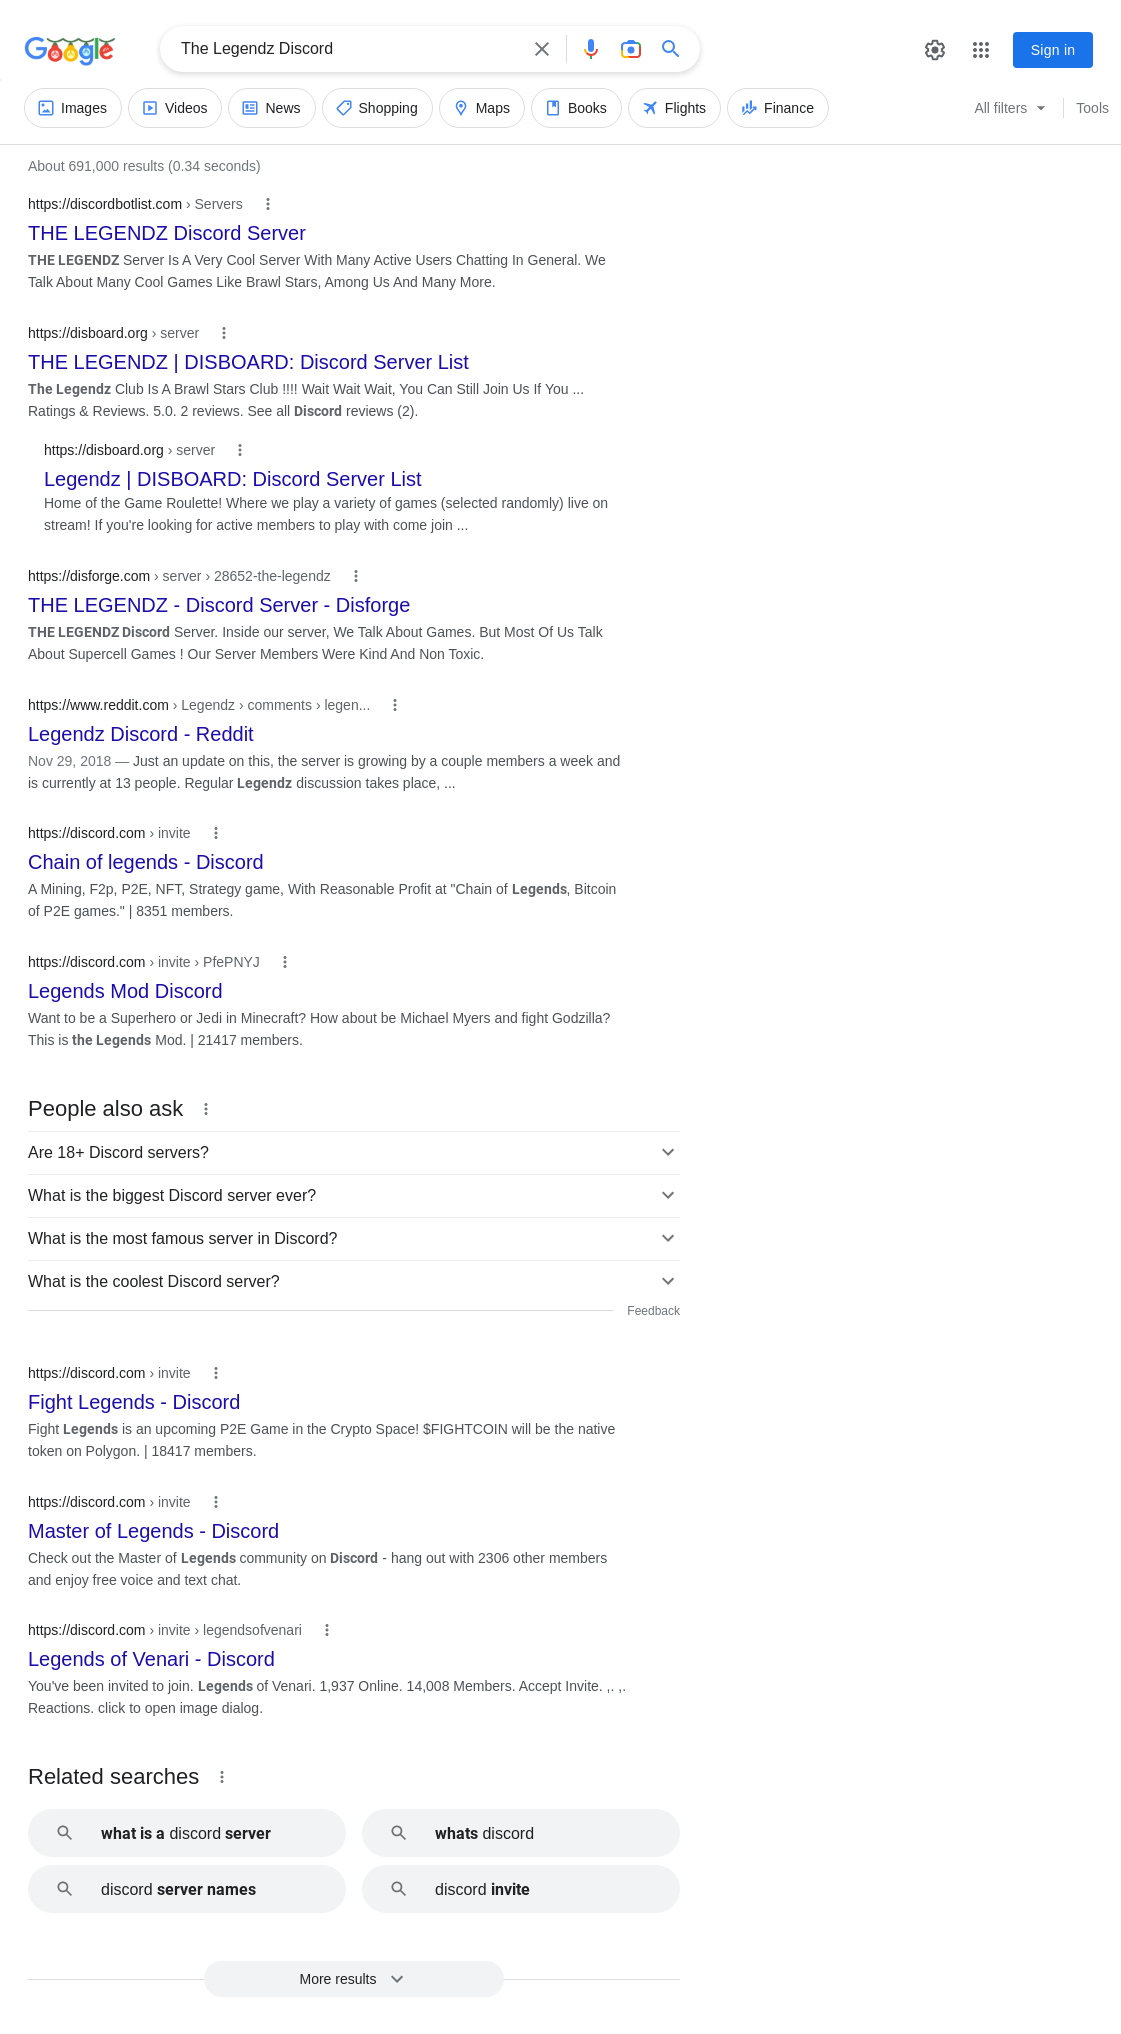 Google
The Legendz Discord
Sign in
Images
Videos
News
Shopping
Maps
Books
Flights
Finance
All filters
Tools
About 691,000 results (0.34 seconds)
https://discordbotlist.com › Servers
THE LEGENDZ Discord Server
THE LEGENDZ Server Is A Very Cool Server With Many Active Users Chatting In General. We
Talk About Many Cool Games Like Brawl Stars, Among Us And Many More.
https://disboard.org › server
THE LEGENDZ | DISBOARD: Discord Server List
The Legendz Club Is A Brawl Stars Club !!!! Wait Wait Wait, You Can Still Join Us If You ...
Ratings & Reviews. 5.0. 2 reviews. See all Discord reviews (2).
https://disboard.org › server
Legendz | DISBOARD: Discord Server List
Home of the Game Roulette! Where we play a variety of games (selected randomly) live on
stream! If you're looking for active members to play with come join ...
https://disforge.com › server › 28652-the-legendz
THE LEGENDZ - Discord Server - Disforge
THE LEGENDZ Discord Server. Inside our server, We Talk About Games. But Most Of Us Talk
About Supercell Games ! Our Server Members Were Kind And Non Toxic.
https://www.reddit.com › Legendz › comments › legen...
Legendz Discord - Reddit
Nov 29, 2018 — Just an update on this, the server is growing by a couple members a week and
is currently at 13 people. Regular Legendz discussion takes place, ...
https://discord.com › invite
Chain of legends - Discord
A Mining, F2p, P2E, NFT, Strategy game, With Reasonable Profit at "Chain of Legends, Bitcoin
of P2E games." | 8351 members.
https://discord.com › invite › PfePNYJ
Legends Mod Discord
Want to be a Superhero or Jedi in Minecraft? How about be Michael Myers and fight Godzilla?
This is the Legends Mod. | 21417 members.
People also ask
Are 18+ Discord servers?
What is the biggest Discord server ever?
What is the most famous server in Discord?
What is the coolest Discord server?
Feedback
https://discord.com › invite
Fight Legends - Discord
Fight Legends is an upcoming P2E Game in the Crypto Space! $FIGHTCOIN will be the native
token on Polygon. | 18417 members.
https://discord.com › invite
Master of Legends - Discord
Check out the Master of Legends community on Discord - hang out with 2306 other members
and enjoy free voice and text chat.
https://discord.com › invite › legendsofvenari
Legends of Venari - Discord
You've been invited to join. Legends of Venari. 1,937 Online. 14,008 Members. Accept Invite. ,. ,.
Reactions. click to open image dialog.
Related searches
what is a discord server
whats discord
discord server names
discord invite
More results